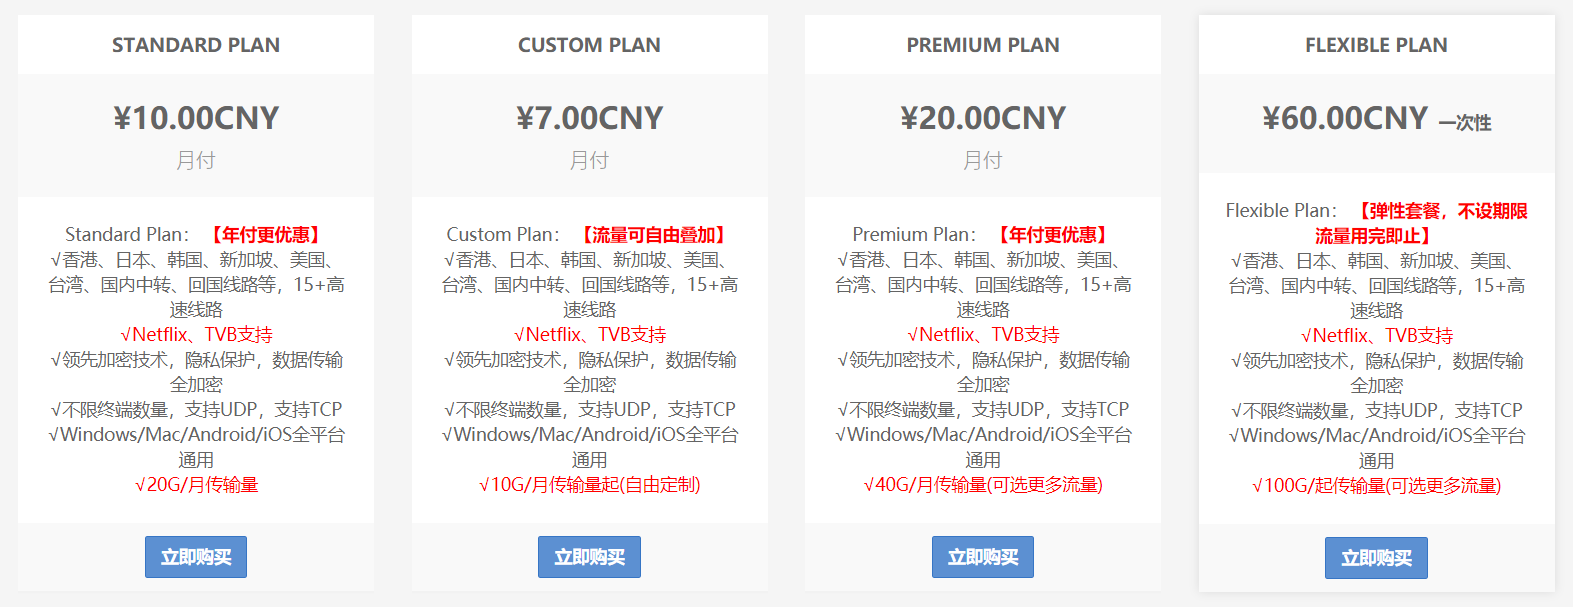 STANDARD PLAN
¥10.00CNY
月付
Standard Plan：【年付更优惠】
√香港、日本、韩国、新加坡、美国、
台湾、国内中转、回国线路等，15+高
速线路
√Netflix、TVB支持
√领先加密技术，隐私保护，数据传输
全加密
√不限终端数量，支持UDP，支持TCP
√Windows/Mac/Android/iOS全平台
通用
√20G/月传输量
立即购买
CUSTOM PLAN
¥7.00CNY
月付
Custom Plan：【流量可自由叠加】
√香港、日本、韩国、新加坡、美国、
台湾、国内中转、回国线路等，15+高
速线路
√Netflix、TVB支持
√领先加密技术，隐私保护，数据传输
全加密
√不限终端数量，支持UDP，支持TCP
√Windows/Mac/Android/iOS全平台
通用
√10G/月传输量起(自由定制)
立即购买
PREMIUM PLAN
¥20.00CNY
月付
Premium Plan：【年付更优惠】
√香港、日本、韩国、新加坡、美国、
台湾、国内中转、回国线路等，15+高
速线路
√Netflix、TVB支持
√领先加密技术，隐私保护，数据传输
全加密
√不限终端数量，支持UDP，支持TCP
√Windows/Mac/Android/iOS全平台
通用
√40G/月传输量(可选更多流量)
立即购买
FLEXIBLE PLAN
¥60.00CNY 一次性
Flexible Plan：【弹性套餐，不设期限
流量用完即止】
√香港、日本、韩国、新加坡、美国、
台湾、国内中转、回国线路等，15+高
速线路
√Netflix、TVB支持
√领先加密技术，隐私保护，数据传输
全加密
√不限终端数量，支持UDP，支持TCP
√Windows/Mac/Android/iOS全平台
通用
√100G/起传输量(可选更多流量)
立即购买